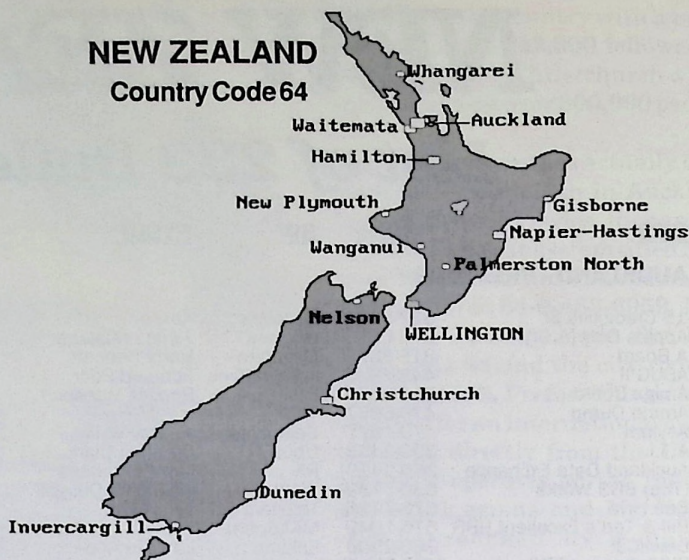 NEW ZEALAND
Country Code 64
Whangarei
Waitemata
Auckland
Hamilton
New Plymouth
Gisborne
Napier-Hastings
Wanganui
Palmerston North
Nelson
WELLINGTON
Christchurch
Dunedin
Invercargill